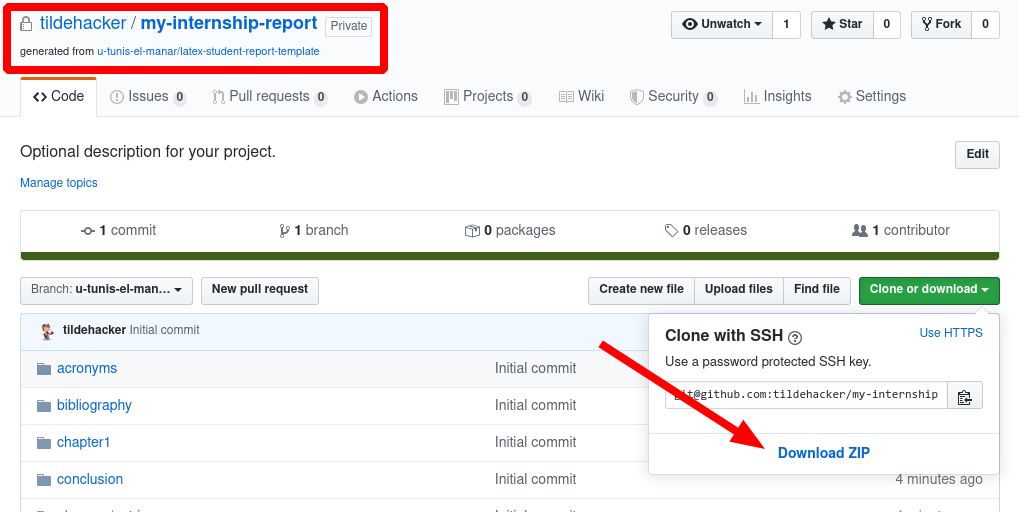 tildehacker / my-internship-report Private
generated from u-tunis-el-manar/latex-student-report-template
Unwatch 1 Star 0 Fork 0
Code Issues 0 Pull requests 0 Actions Projects 0 Wiki Security 0 Insights Settings
Optional description for your project.
Edit
Manage topics
1 commit 1 branch 0 packages 0 releases 1 contributor
Branch: u-tunis-el-man... New pull request Create new file Upload files Find file Clone or download
tildehacker Initial commit
Clone with SSH ?
Use HTTPS
Use a password protected SSH key.
git@github.com:tildehacker/my-internship
Download ZIP
acronyms Initial commit
bibliography Initial commit
chapter1 Initial commit
conclusion Initial commit 4 minutes ago